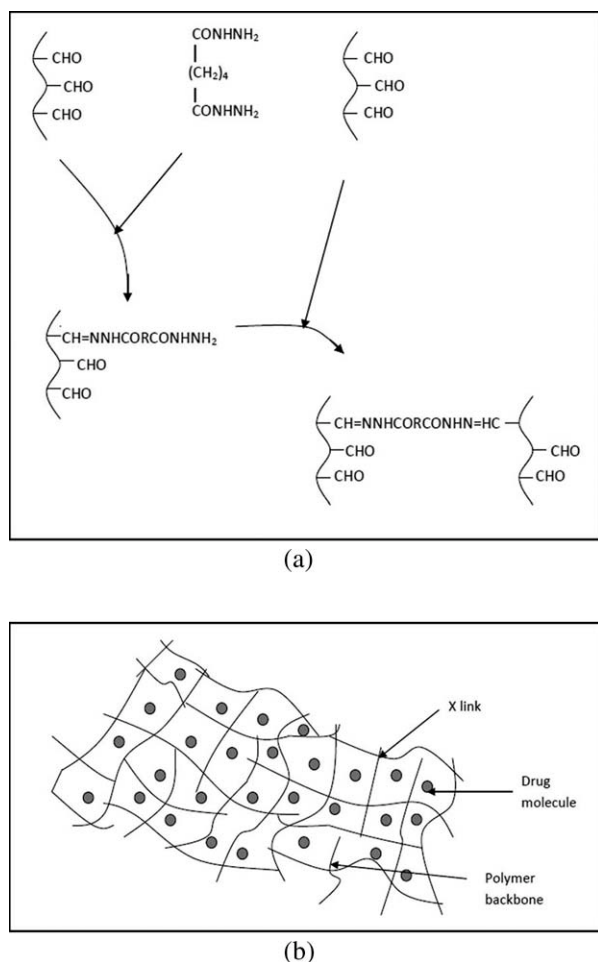 CHO
CHO
CHO
CONHNH₂
(CH₂)₄
CONHNH₂
CHO
CHO
CHO
CH=NNHCORCONHNH₂
CHO
CHO
CH=NNHCORCONHN=HC
CHO
CHO
CHO
CHO
(a)
X link
Drug
molecule
Polymer
backbone
(b)